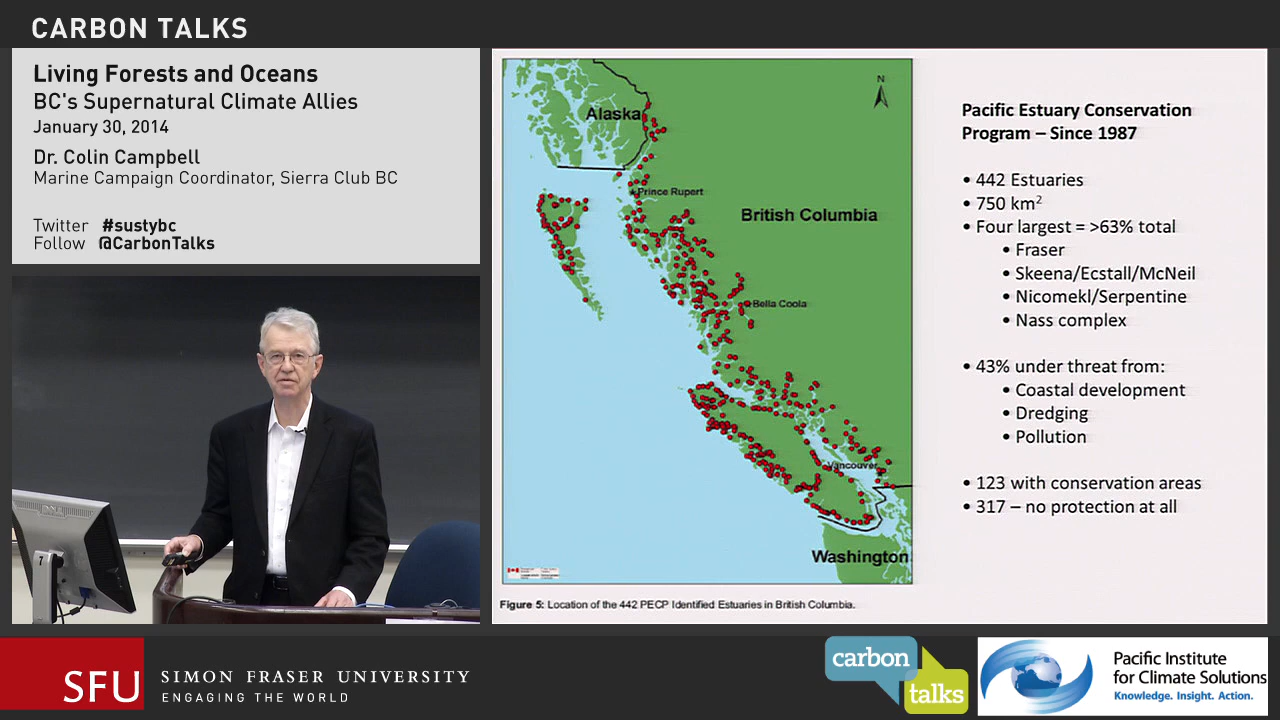 CARBON TALKS
Living Forests and Oceans
BC's Supernatural Climate Allies
January 30, 2014
Dr. Colin Campbell
Marine Campaign Coordinator, Sierra Club BC
Twitter #sustybc
Follow @CarbonTalks
7
N
Alaska
Prince Rupert
British Columbia
Bella Coola
Vancouver
Washington
Figure 5: Location of the 442 PECP Identified Estuaries in British Columbia.
Pacific Estuary Conservation
Program – Since 1987
• 442 Estuaries
• 750 km²
• Four largest = >63% total
• Fraser
• Skeena/Ecstall/McNeil
• Nicomekl/Serpentine
• Nass complex
• 43% under threat from:
• Coastal development
• Dredging
• Pollution
• 123 with conservation areas
• 317 – no protection at all
SFU
SIMON FRASER UNIVERSITY
ENGAGING THE WORLD
carbon
talks
Pacific Institute
for Climate Solutions
Knowledge. Insight. Action.